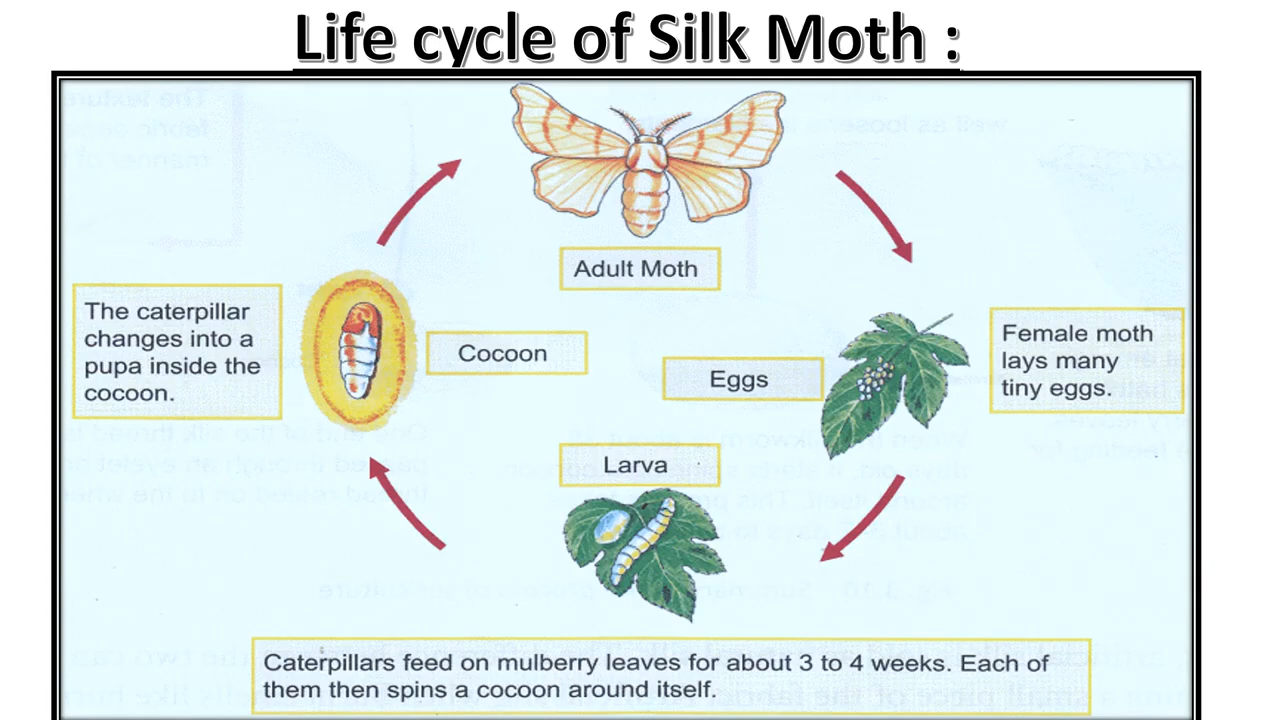 Life cycle of Silk Moth :
Adult Moth
The caterpillar
changes into a
pupa inside the
cocoon.
Cocoon
Eggs
Female moth
lays many
tiny eggs.
Larva
Caterpillars feed on mulberry leaves for about 3 to 4 weeks. Each of
them then spins a cocoon around itself.